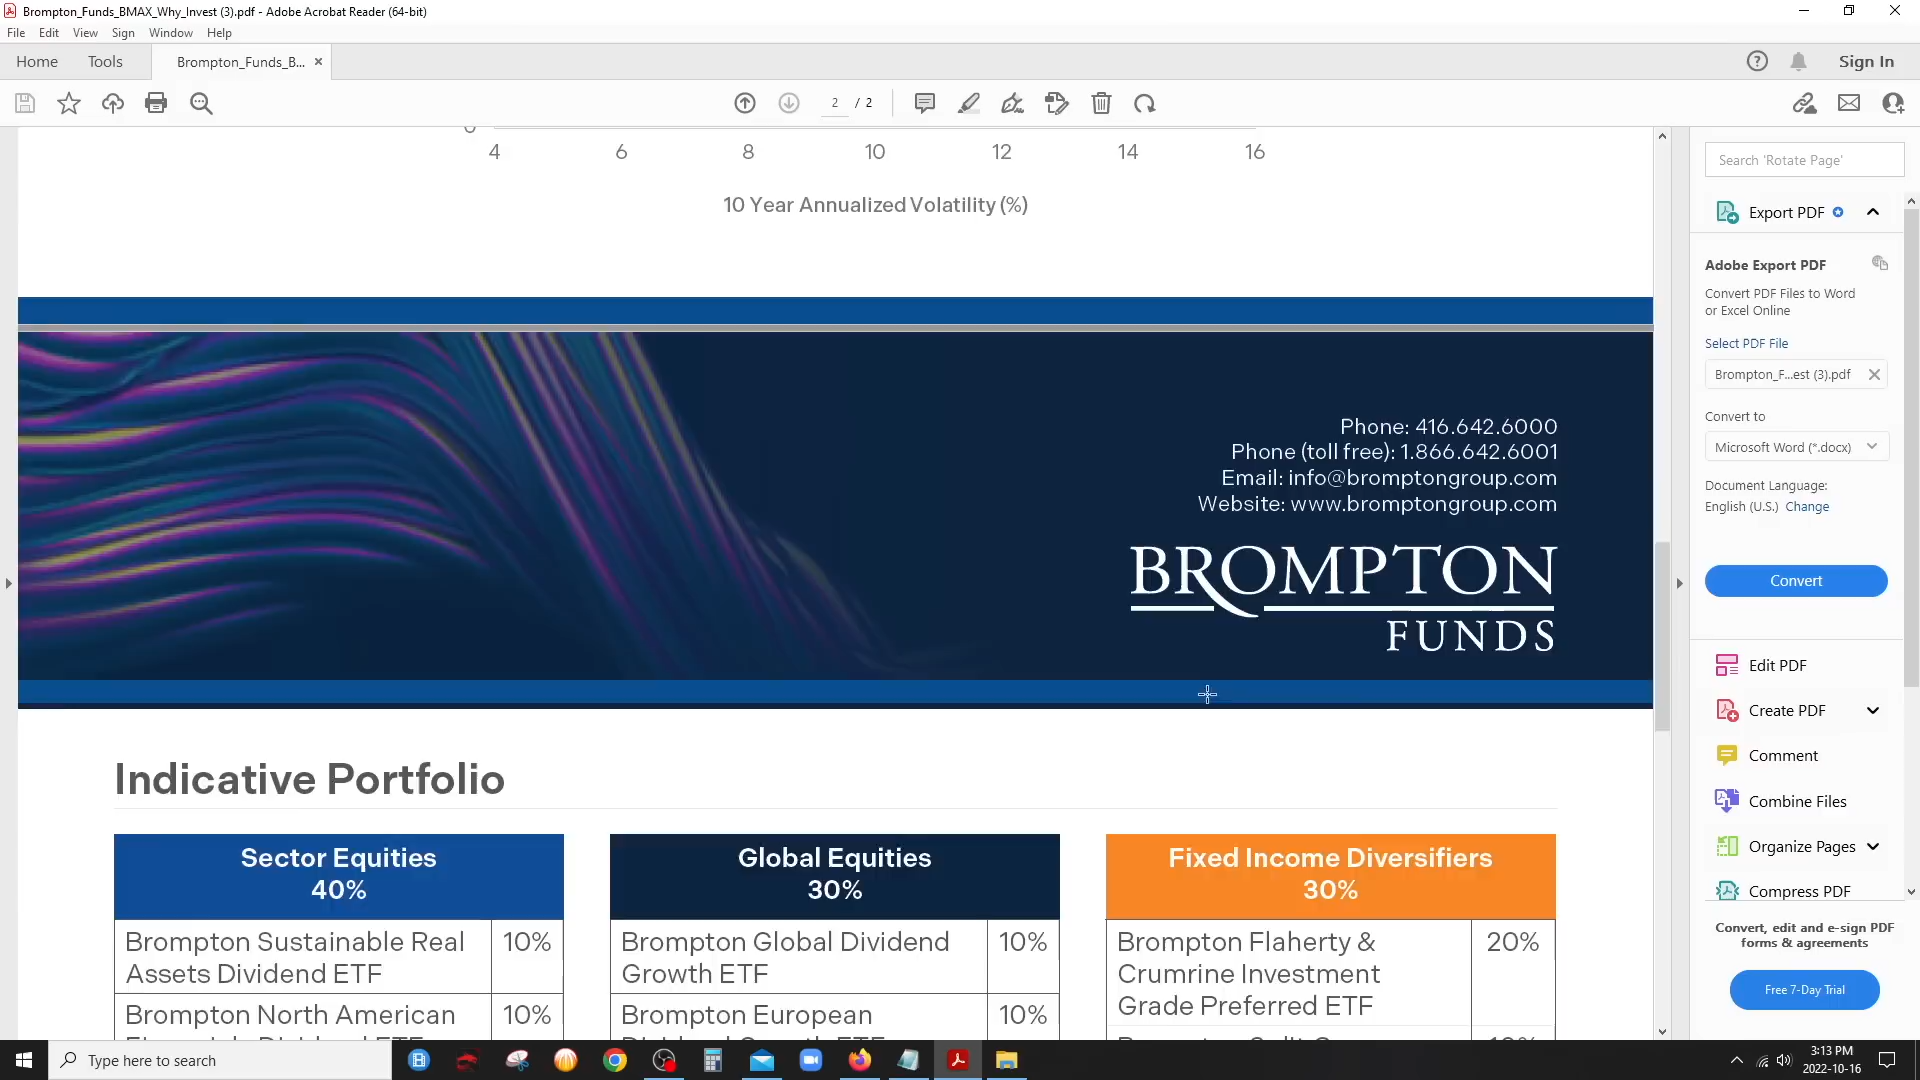 Brompton_Funds_BMAX_Why_Invest (3).pdf - Adobe Acrobat Reader (64-bit)
File Edit View Sign Window Help
Home Tools Brompton_Funds_B... Sign In
2 / 2
4 6 8 10 12 14 16
10 Year Annualized Volatility (%)
Phone: 416.642.6000
Phone (toll free): 1.866.642.6001
Email: info@bromptongroup.com
Website: www.bromptongroup.com
BROMPTON
FUNDS
Indicative Portfolio
Sector Equities
40%
Brompton Sustainable Real 10%
Assets Dividend ETF
Brompton North American 10%
Global Equities
30%
Brompton Global Dividend 10%
Growth ETF
Brompton European 10%
Dividend Growth ETF
Fixed Income Diversifiers
30%
Brompton Flaherty & 20%
Crumrine Investment
Grade Preferred ETF
Search 'Rotate Page'
Export PDF
Adobe Export PDF
Convert PDF Files to Word
or Excel Online
Select PDF File
Brompton_F...est (3).pdf
Convert to
Microsoft Word (*.docx)
Document Language:
English (U.S.) Change
Convert
Edit PDF
Create PDF
Comment
Combine Files
Organize Pages
Compress PDF
Convert, edit and e-sign PDF
forms & agreements
Free 7-Day Trial
Type here to search
3:13 PM
2022-10-16